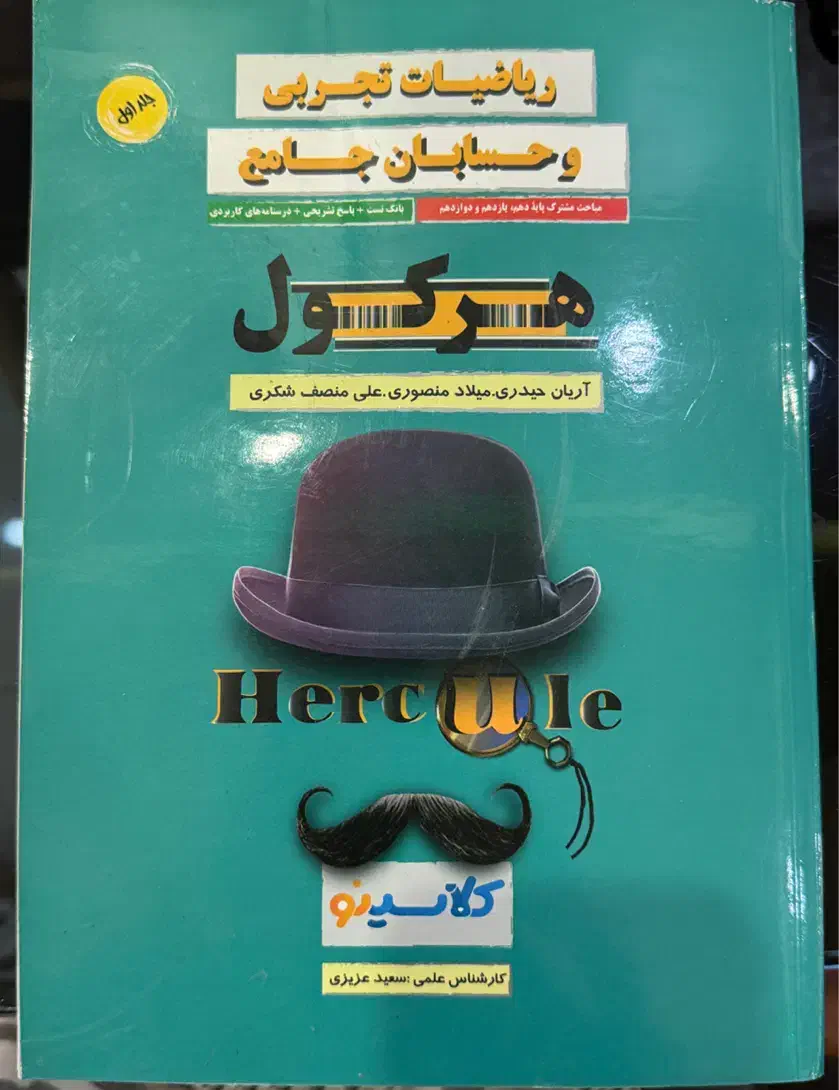 ریاضیات تجربی
جلد اول
و حسابان جامع
مباحث مشترک پایهٔ دهم، یازدهم و دوازدهم
بانک تست + پاسخ تشریحی + درسنامه‌های کاربردی
هرکول
آریان حیدری.میلاد منصوری.علی منصف شکری
Hercule
کلاسینو
کارشناس علمی :سعید عزیزی